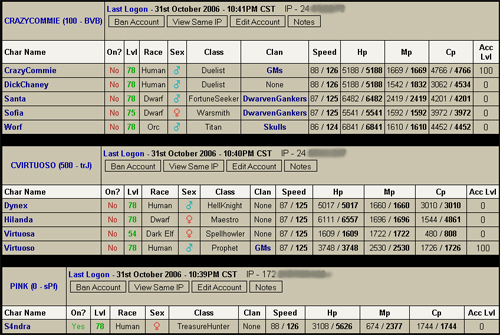 CRAZYCOMMIE (100 - BVB) Last Logon - 31st October 2006 - 10:41PM CST IP - 24
Ban Account View Same IP Edit Account Notes
Char Name On? Lvl Race Sex Class Clan Speed Hp Mp Cp Acc Lvl
CrazyCommie No 78 Human ♂ Duelist GMs 88 / 126 5188 / 5188 1669 / 1669 4766 / 4766 100
DickChaney No 78 Human ♂ Duelist None 88 / 126 5188 / 5188 1542 / 1832 3062 / 4534 0
Santa No 78 Dwarf ♂ FortuneSeeker DwarvenGankers 87 / 126 6482 / 6482 2419 / 2419 4201 / 4201 0
Sofia No 75 Dwarf ♀ Warsmith DwarvenGankers 87 / 125 5541 / 5541 1592 / 1592 3972 / 3972 0
Worf No 78 Orc ♂ Titan Skulls 86 / 124 6841 / 6841 1610 / 1610 4452 / 4452 0
CVIRTUOSO (500 - trJ) Last Logon - 31st October 2006 - 10:40PM CST IP - 24
Ban Account View Same IP Edit Account Notes
Char Name On? Lvl Race Sex Class Clan Speed Hp Mp Cp Acc Lvl
Dynex No 78 Human ♂ HellKnight None 87 / 125 5017 / 5017 1660 / 1660 3010 / 3010 0
Hilanda No 78 Dwarf ♀ Maestro None 87 / 125 6111 / 6557 1696 / 1696 1544 / 4861 0
Virtuosa No 54 Dark Elf ♀ Spellhowler None 87 / 125 1609 / 1609 1722 / 1722 480 / 808 0
Virtuoso No 78 Human ♂ Prophet GMs 87 / 125 3748 / 3748 2530 / 2530 1726 / 1726 100
PINK (0 - sPf) Last Logon - 31st October 2006 - 10:39PM CST IP - 172
Ban Account View Same IP Edit Account Notes
Char Name On? Lvl Race Sex Class Clan Speed Hp Mp Cp Acc Lvl
S4ndra Yes 78 Human ♀ TreasureHunter None 88 / 126 3108 / 5626 674 / 2377 1744 / 1744 0